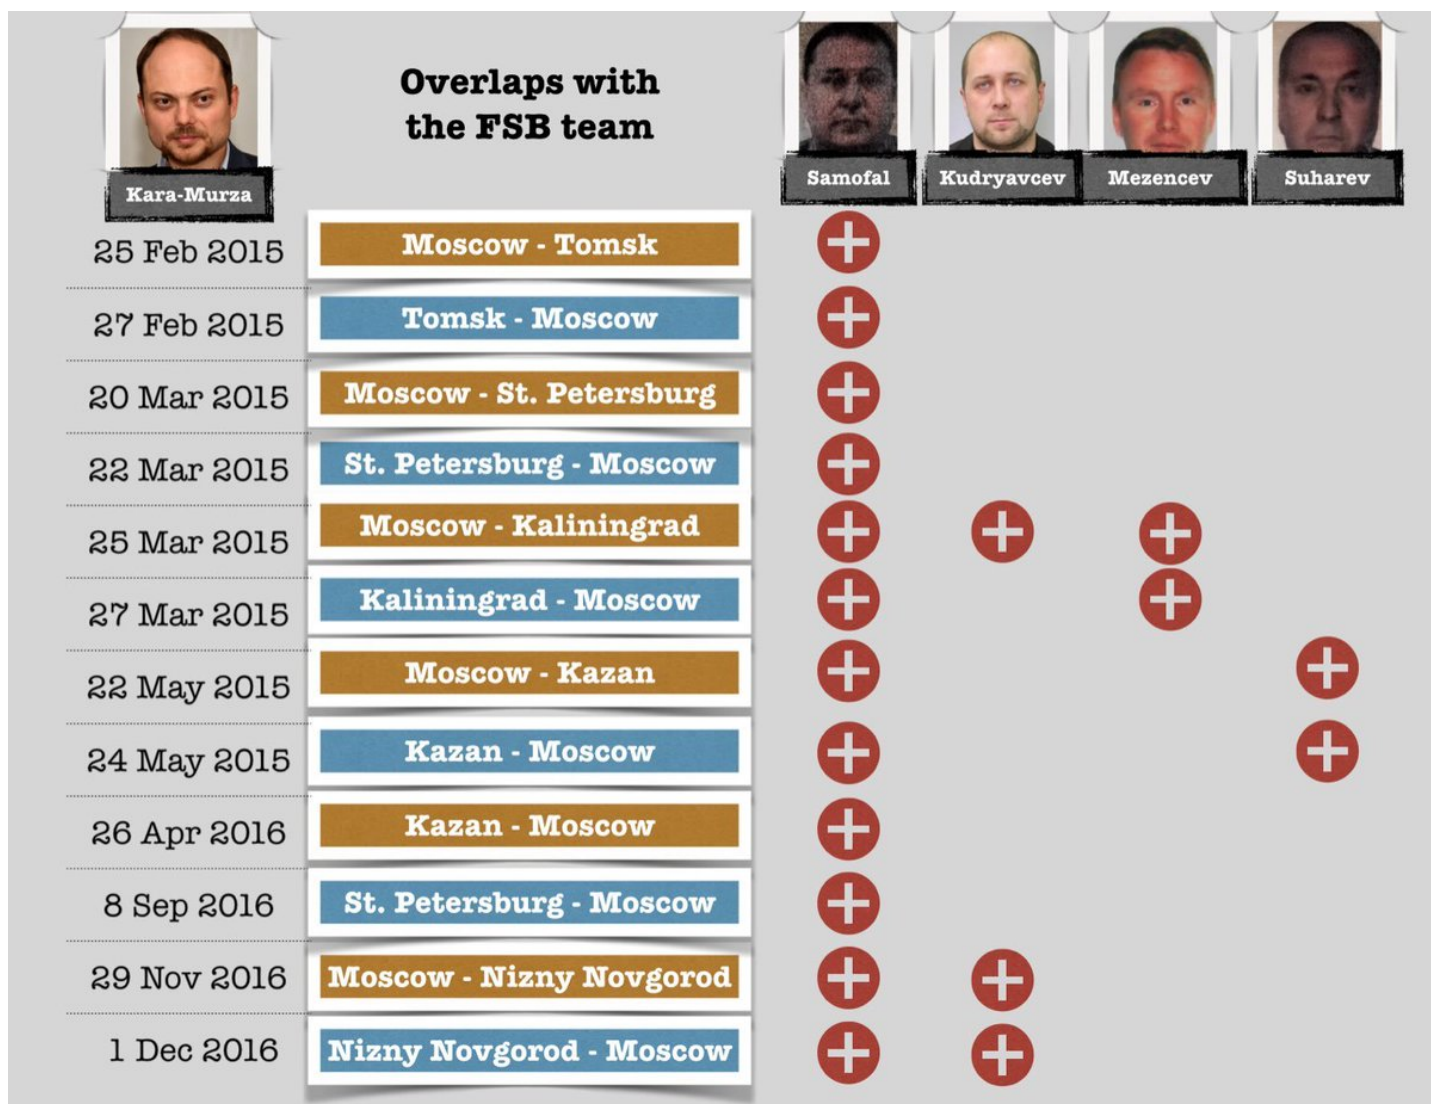 Overlaps with
the FSB team
Kara-Murza
Samofal
Kudryavcev
Mezencev
Suharev
25 Feb 2015
Moscow - Tomsk
27 Feb 2015
Tomsk - Moscow
20 Mar 2015
Moscow - St. Petersburg
22 Mar 2015
St. Petersburg - Moscow
25 Mar 2015
Moscow - Kaliningrad
27 Mar 2015
Kaliningrad - Moscow
22 May 2015
Moscow - Kazan
24 May 2015
Kazan - Moscow
26 Apr 2016
Kazan - Moscow
8 Sep 2016
St. Petersburg - Moscow
29 Nov 2016
Moscow - Nizny Novgorod
1 Dec 2016
Nizny Novgorod - Moscow